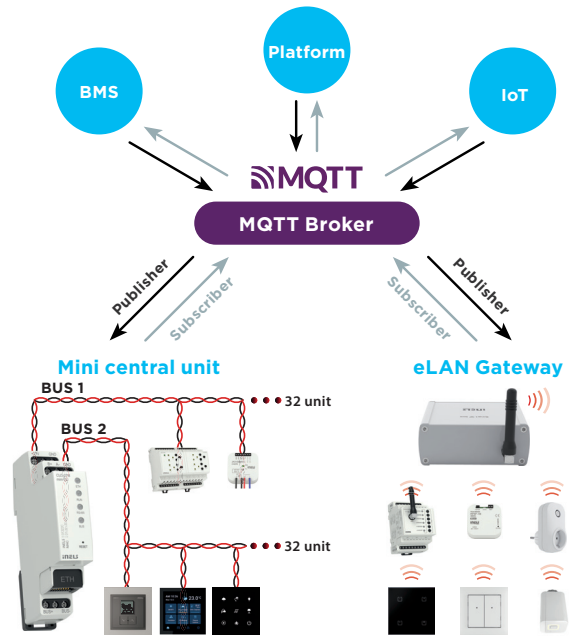 Platform
BMS
IoT
MQTT
MQTT Broker
Publisher
Subscriber
Subscriber
Publisher
Mini central unit
eLAN Gateway
BUS 1
32 unit
BUS 2
32 unit
iNELi
ETH